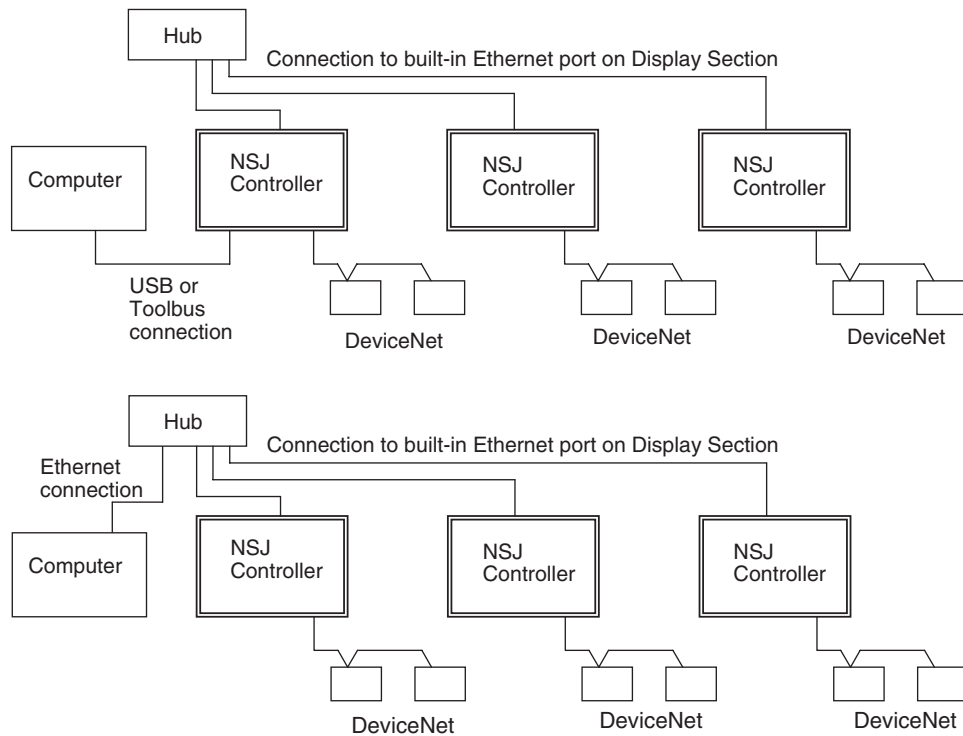 Hub
Connection to built-in Ethernet port on Display Section
Computer
NSJ
Controller
NSJ
Controller
NSJ
Controller
USB or
Toolbus
connection
DeviceNet
DeviceNet
DeviceNet
Hub
Connection to built-in Ethernet port on Display Section
Ethernet
connection
Computer
NSJ
Controller
NSJ
Controller
NSJ
Controller
DeviceNet
DeviceNet
DeviceNet